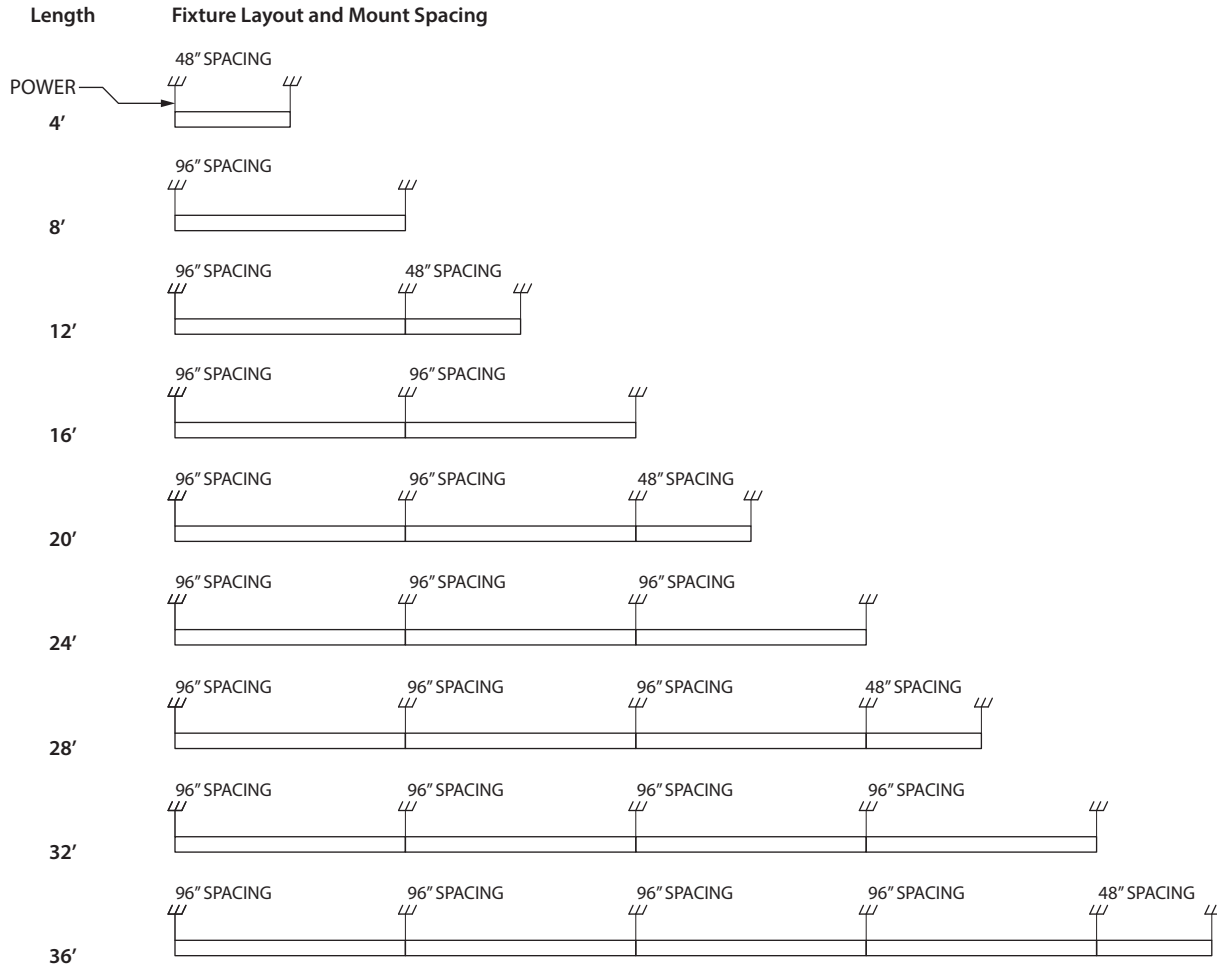 Length Fixture Layout and Mount Spacing
48" SPACING
POWER
4'
96" SPACING
8'
96" SPACING 48" SPACING
12'
96" SPACING 96" SPACING
16'
96" SPACING 96" SPACING 48" SPACING
20'
96" SPACING 96" SPACING 96" SPACING
24'
96" SPACING 96" SPACING 96" SPACING 48" SPACING
28'
96" SPACING 96" SPACING 96" SPACING 96" SPACING
32'
96" SPACING 96" SPACING 96" SPACING 96" SPACING 48" SPACING
36'